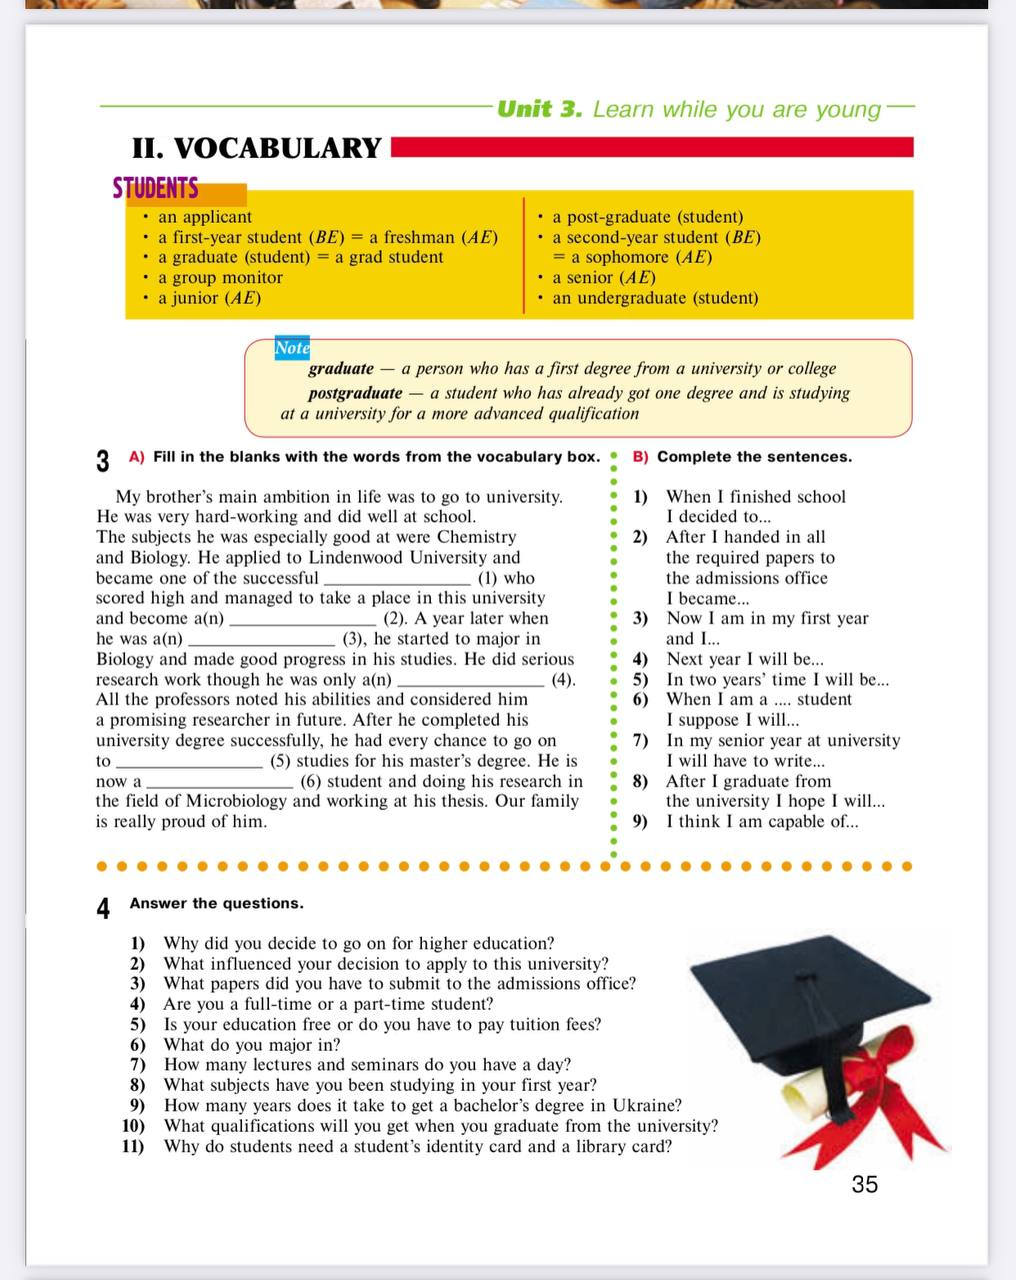 Unit 3. Learn while you are young
II. VOCABULARY
STUDENTS
• an applicant
• a first-year student (BE) = a freshman (AE)
• a graduate (student) = a grad student
• a group monitor
• a junior (AE)
• a post-graduate (student)
• a second-year student (BE)
= a sophomore (AE)
• a senior (AE)
• an undergraduate (student)
Note
graduate — a person who has a first degree from a university or college
postgraduate — a student who has already got one degree and is studying
at a university for a more advanced qualification
3 A) Fill in the blanks with the words from the vocabulary box.
My brother's main ambition in life was to go to university.
He was very hard-working and did well at school.
The subjects he was especially good at were Chemistry
and Biology. He applied to Lindenwood University and
became one of the successful _______________ (1) who
scored high and managed to take a place in this university
and become a(n) _______________ (2). A year later when
he was a(n) _______________ (3), he started to major in
Biology and made good progress in his studies. He did serious
research work though he was only a(n) _______________ (4).
All the professors noted his abilities and considered him
a promising researcher in future. After he completed his
university degree successfully, he had every chance to go on
to _______________ (5) studies for his master's degree. He is
now a _______________ (6) student and doing his research in
the field of Microbiology and working at his thesis. Our family
is really proud of him.
B) Complete the sentences.
1) When I finished school
I decided to...
2) After I handed in all
the required papers to
the admissions office
I became...
3) Now I am in my first year
and I...
4) Next year I will be...
5) In two years' time I will be...
6) When I am a .... student
I suppose I will...
7) In my senior year at university
I will have to write...
8) After I graduate from
the university I hope I will...
9) I think I am capable of...
4 Answer the questions.
1) Why did you decide to go on for higher education?
2) What influenced your decision to apply to this university?
3) What papers did you have to submit to the admissions office?
4) Are you a full-time or a part-time student?
5) Is your education free or do you have to pay tuition fees?
6) What do you major in?
7) How many lectures and seminars do you have a day?
8) What subjects have you been studying in your first year?
9) How many years does it take to get a bachelor's degree in Ukraine?
10) What qualifications will you get when you graduate from the university?
11) Why do students need a student's identity card and a library card?
35